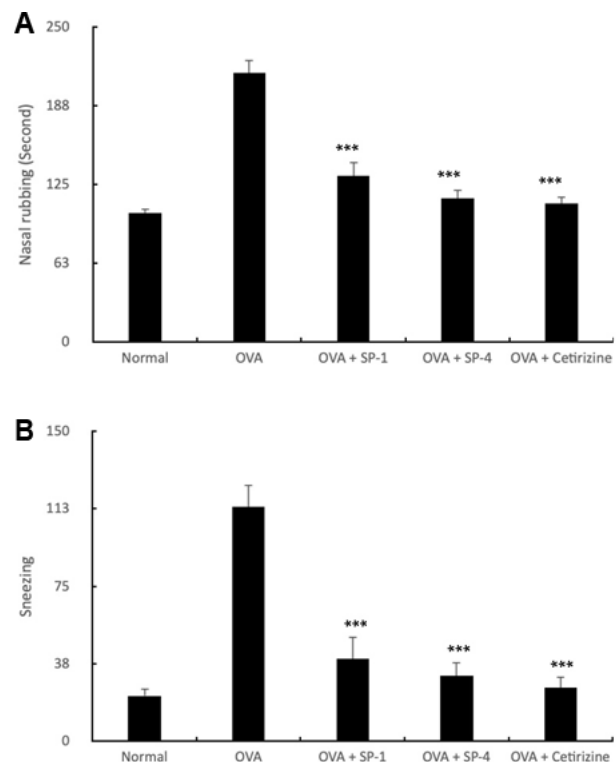 A
250
188
125
63
0
Nasal rubbing (Second)
***
***
***
Normal
OVA
OVA + SP-1
OVA + SP-4
OVA + Cetirizine
B
150
113
75
38
0
Sneezing
***
***
***
Normal
OVA
OVA + SP-1
OVA + SP-4
OVA + Cetirizine